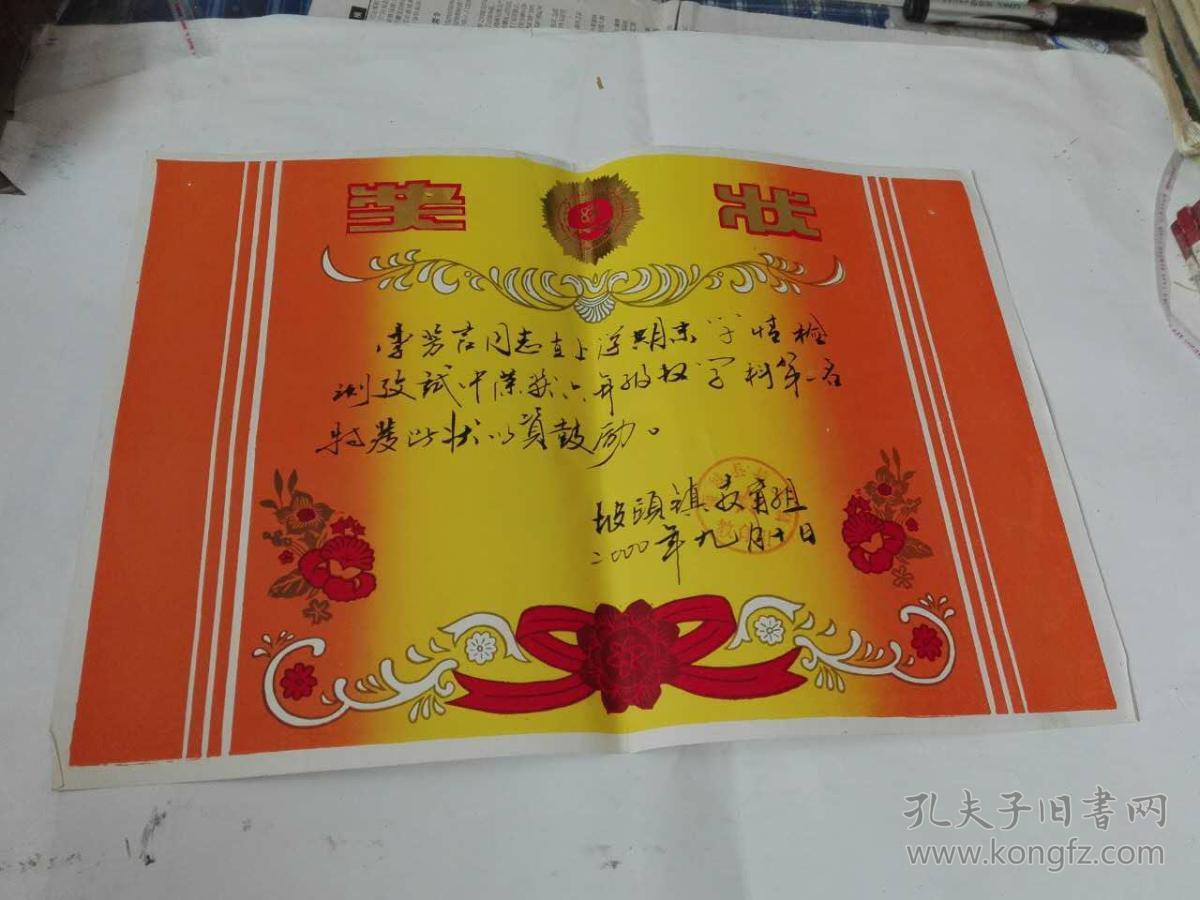 奖 状
李芳言同志在上学期末学情检
测考试中荣获六年级数学科第一名
特发此状以资鼓励。
坡頭镇教育组
二000年九月十日
孔夫子旧书网
www.kongfz.com